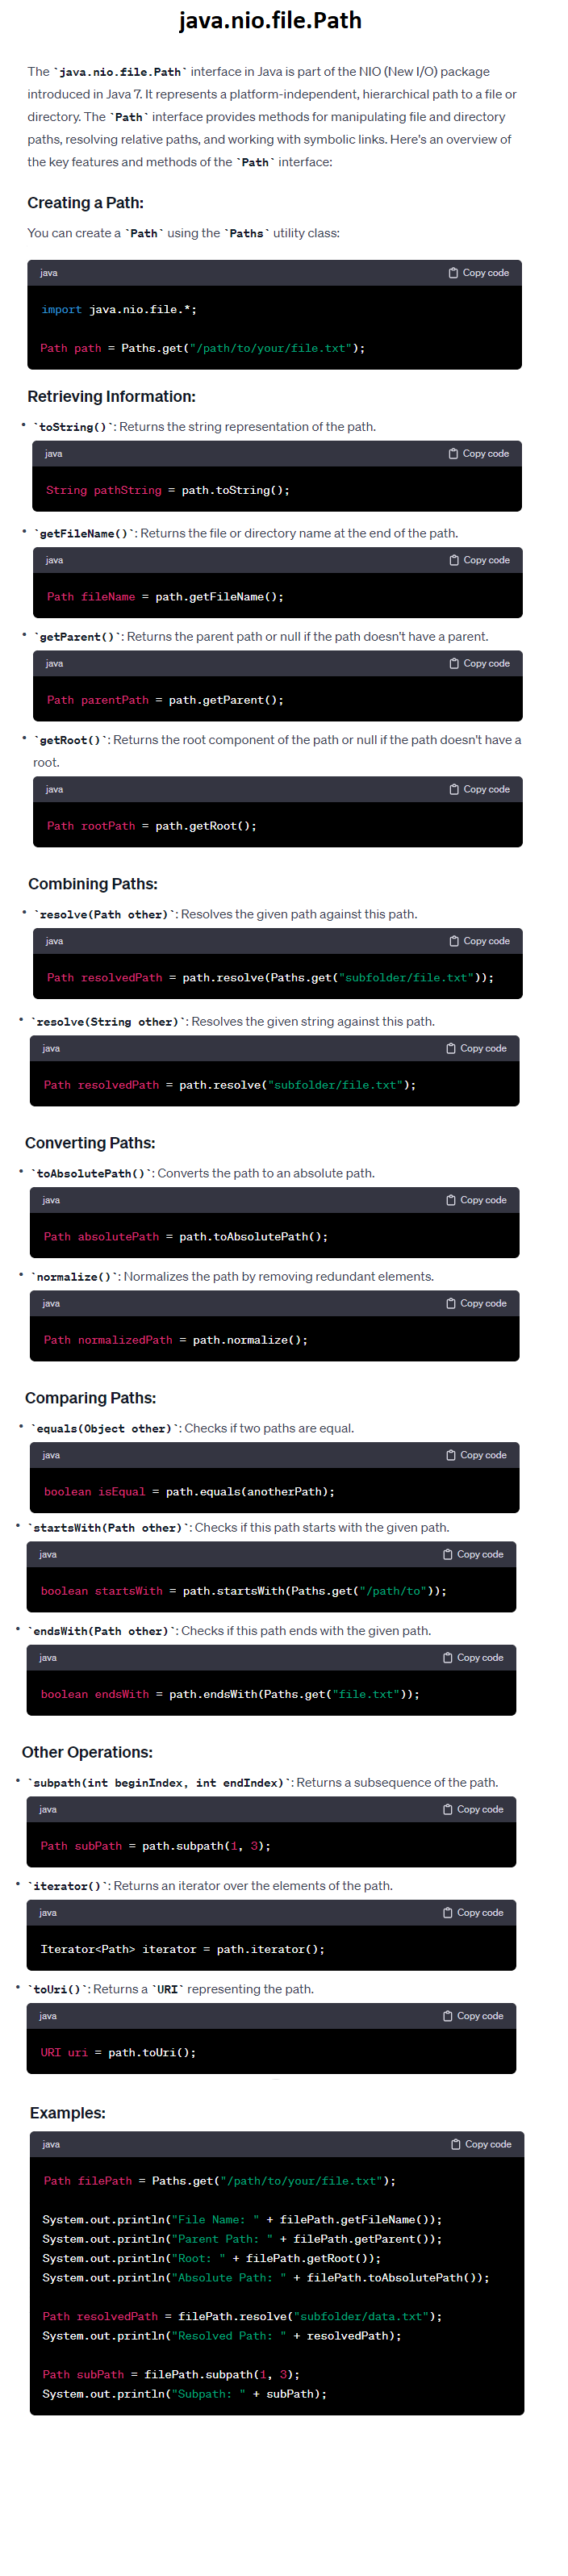 java.nio.file.Path
The `java.nio.file.Path` interface in Java is part of the NIO (New I/O) package
introduced in Java 7. It represents a platform-independent, hierarchical path to a file or
directory. The `Path` interface provides methods for manipulating file and directory
paths, resolving relative paths, and working with symbolic links. Here's an overview of
the key features and methods of the `Path` interface:
Creating a Path:
You can create a `Path` using the `Paths` utility class:
java Copy code
import java.nio.file.*;
Path path = Paths.get("/path/to/your/file.txt");
Retrieving Information:
• `toString()`: Returns the string representation of the path.
java Copy code
String pathString = path.toString();
• `getFileName()`: Returns the file or directory name at the end of the path.
java Copy code
Path fileName = path.getFileName();
• `getParent()`: Returns the parent path or null if the path doesn't have a parent.
java Copy code
Path parentPath = path.getParent();
• `getRoot()`: Returns the root component of the path or null if the path doesn't have a
root.
java Copy code
Path rootPath = path.getRoot();
Combining Paths:
• `resolve(Path other)`: Resolves the given path against this path.
java Copy code
Path resolvedPath = path.resolve(Paths.get("subfolder/file.txt"));
• `resolve(String other)`: Resolves the given string against this path.
java Copy code
Path resolvedPath = path.resolve("subfolder/file.txt");
Converting Paths:
• `toAbsolutePath()`: Converts the path to an absolute path.
java Copy code
Path absolutePath = path.toAbsolutePath();
• `normalize()`: Normalizes the path by removing redundant elements.
java Copy code
Path normalizedPath = path.normalize();
Comparing Paths:
• `equals(Object other)`: Checks if two paths are equal.
java Copy code
boolean isEqual = path.equals(anotherPath);
• `startsWith(Path other)`: Checks if this path starts with the given path.
java Copy code
boolean startsWith = path.startsWith(Paths.get("/path/to"));
• `endsWith(Path other)`: Checks if this path ends with the given path.
java Copy code
boolean endsWith = path.endsWith(Paths.get("file.txt"));
Other Operations:
• `subpath(int beginIndex, int endIndex)`: Returns a subsequence of the path.
java Copy code
Path subPath = path.subpath(1, 3);
• `iterator()`: Returns an iterator over the elements of the path.
java Copy code
Iterator<Path> iterator = path.iterator();
• `toUri()`: Returns a `URI` representing the path.
java Copy code
URI uri = path.toUri();
Examples:
java Copy code
Path filePath = Paths.get("/path/to/your/file.txt");
System.out.println("File Name: " + filePath.getFileName());
System.out.println("Parent Path: " + filePath.getParent());
System.out.println("Root: " + filePath.getRoot());
System.out.println("Absolute Path: " + filePath.toAbsolutePath());
Path resolvedPath = filePath.resolve("subfolder/data.txt");
System.out.println("Resolved Path: " + resolvedPath);
Path subPath = filePath.subpath(1, 3);
System.out.println("Subpath: " + subPath);